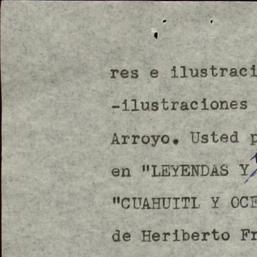 res e ilustraci
-ilustraciones
Arroyo. Usted p
en "LEYENDAS Y
"CUAHUITL Y OCE
de Heriberto Fr